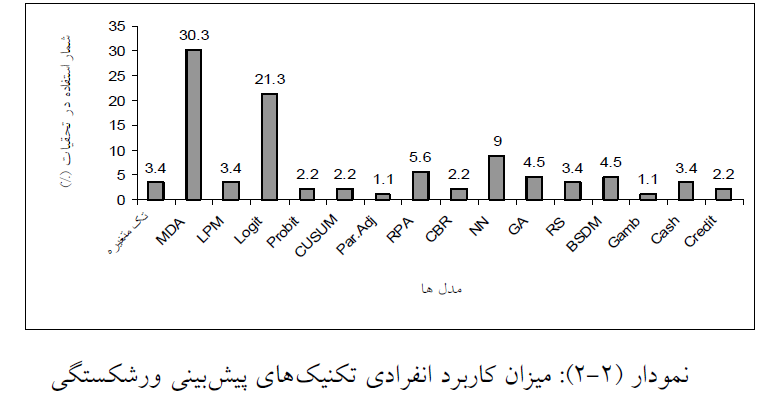 شمار استفاده در تحقیات (٪)
35
30
25
20
15
10
5
0
3.4
30.3
3.4
21.3
2.2
2.2
1.1
5.6
2.2
9
4.5
3.4
4.5
1.1
3.4
2.2
تک متغیره
MDA
LPM
Logit
Probit
CUSUM
Par.Adj
RPA
CBR
NN
GA
RS
BSDM
Gamb
Cash
Credit
مدل ها
نمودار (۲-۲): میزان کاربرد انفرادی تکنیک‌های پیش‌بینی ورشکستگی